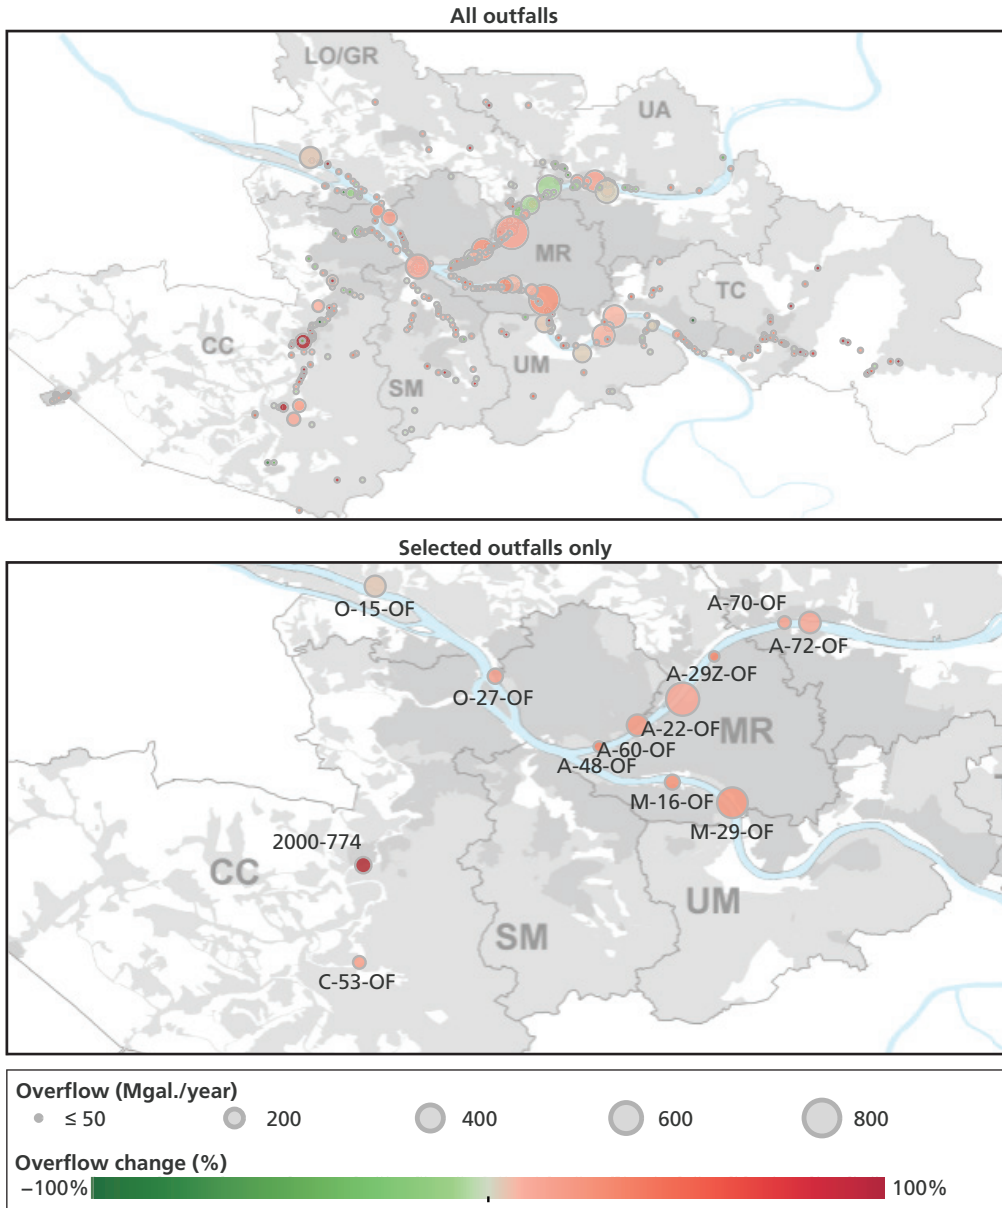 All outfalls
LO/GR
UA
MR
TC
CC
UM
SM
Selected outfalls only
O-15-OF
A-70-OF
A-72-OF
A-29Z-OF
O-27-OF
A-22-OF
MR
A-60-OF
A-48-OF
M-16-OF
M-29-OF
2000-774
CC
UM
SM
C-53-OF
Overflow (Mgal./year)
≤ 50 200 400 600 800
Overflow change (%)
−100% 100%